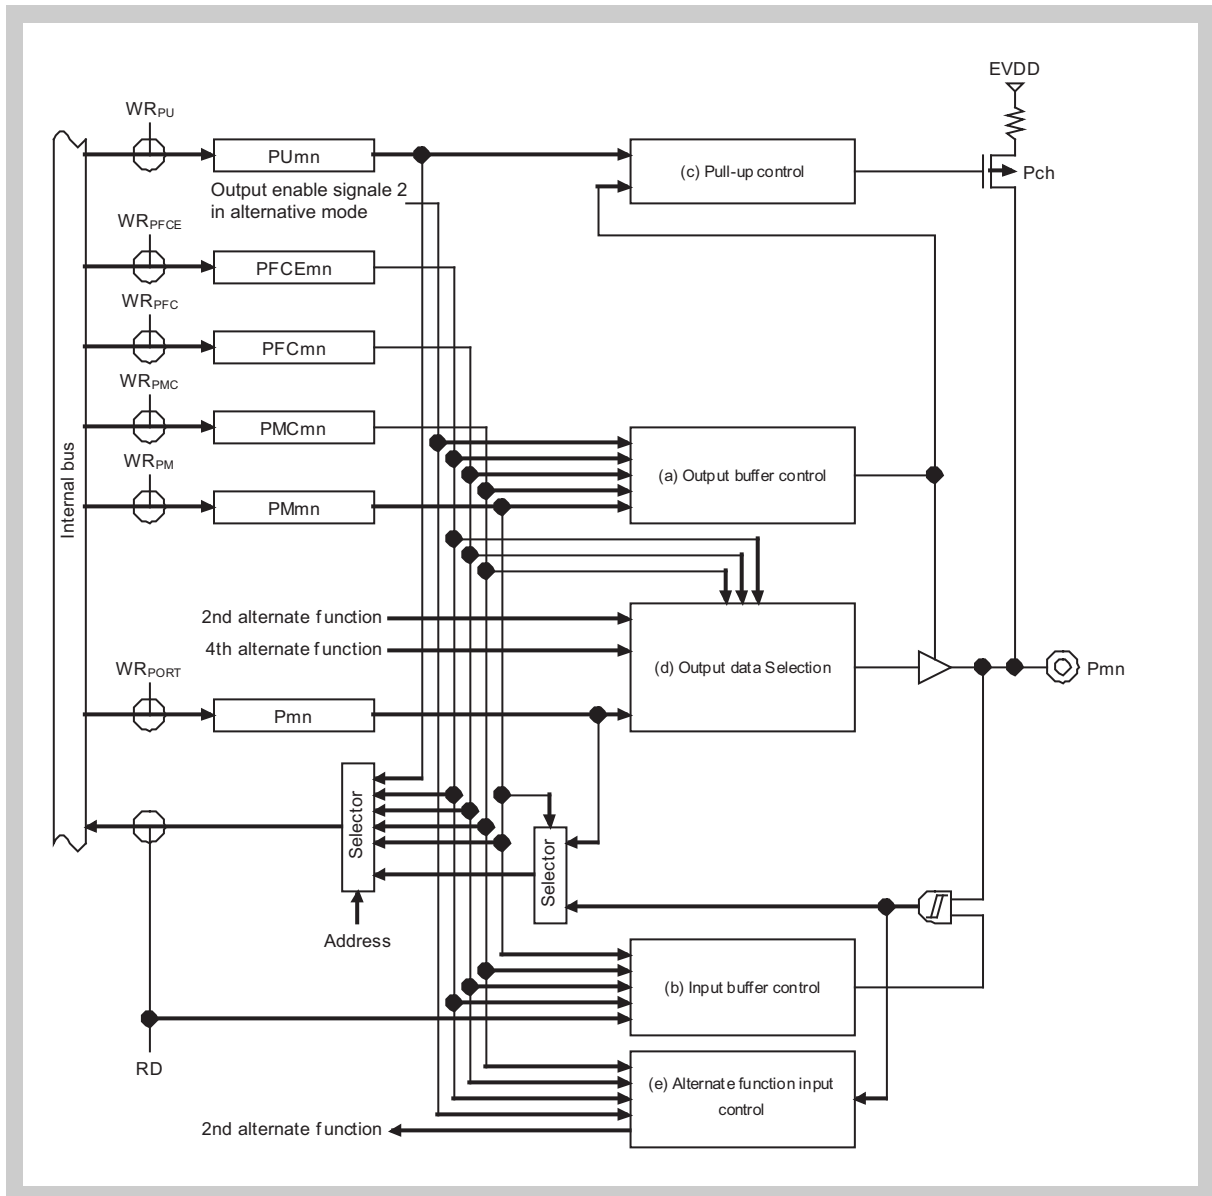 EVDD
WRPU
PUmn
(c) Pull-up control
Pch
Output enable signale 2
in alternative mode
WRPFCE
PFCEmn
WRPFC
PFCmn
WRPMC
PMCmn
(a) Output buffer control
Internal bus
WRPM
PMmn
2nd alternate function
4th alternate function
(d) Output data Selection
Pmn
WRPORT
Pmn
Selector
Selector
Address
(b) Input buffer control
RD
(e) Alternate function input
control
2nd alternate function